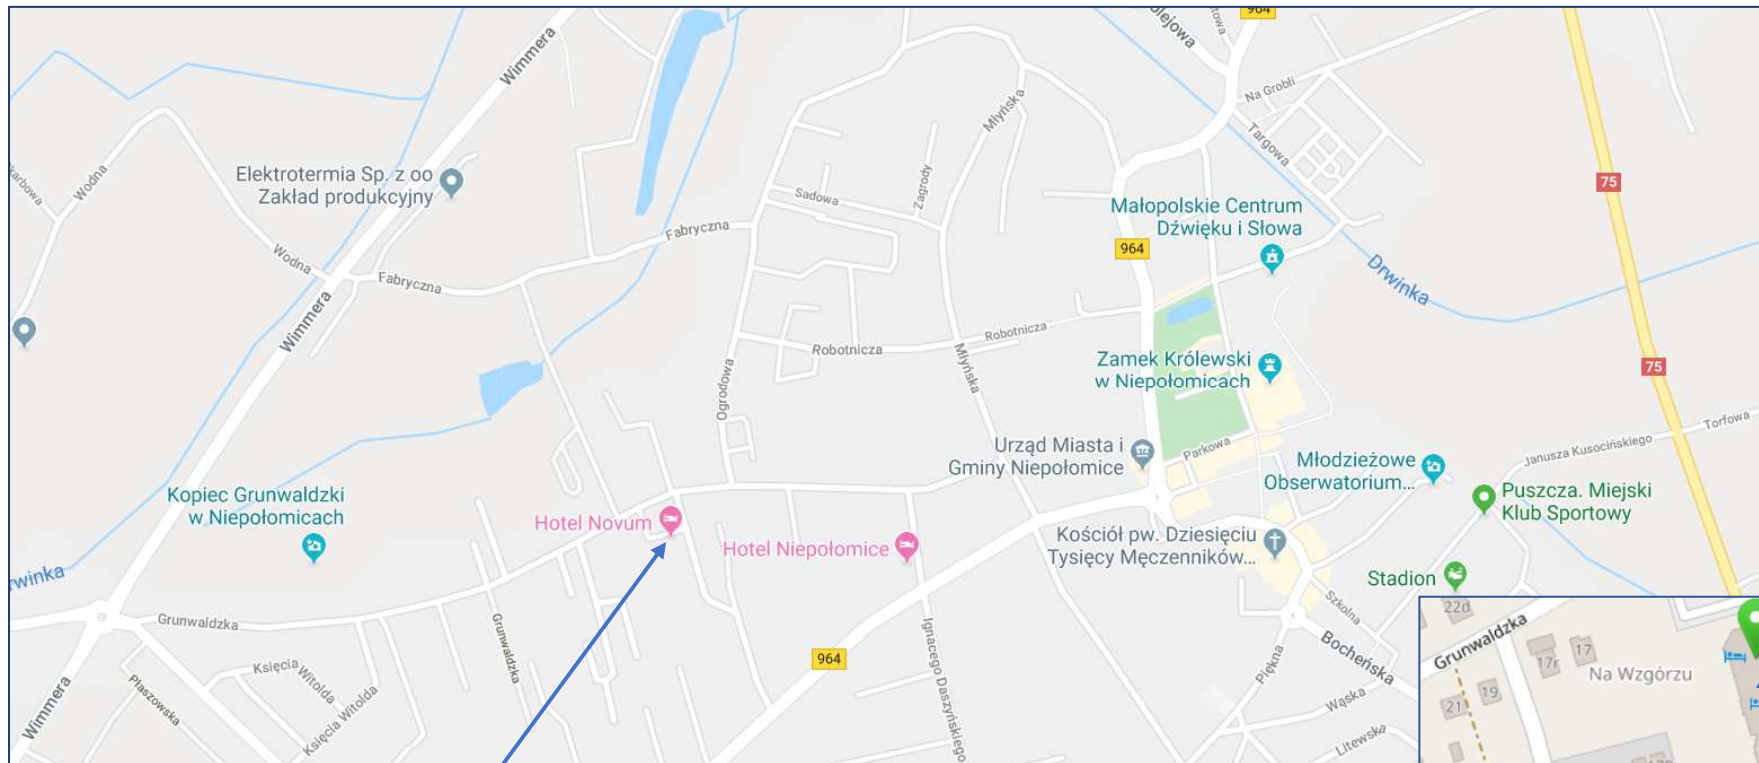 964
olejowa
Wimmera
Na Grobli
Młyńska
Targowa
Elektrotermia Sp. z oo
Zakład produkcyjny
Wodna
karbowa
Sadowa
Zagrody
75
Małopolskie Centrum
Dźwięku i Słowa
Fabryczna
964
Wodna
Fabryczna
Drwinka
Wimmera
Robotnicza
Robotnicza
Młyńska
Zamek Królewski
w Niepołomicach
75
Ogrodowa
Torfowa
Urząd Miasta i
Gminy Niepołomice
Parkowa
Janusza Kusocińskiego
Młodzieżowe
Obserwatorium...
Kopiec Grunwaldzki
w Niepołomicach
Puszcza. Miejski
Klub Sportowy
Hotel Novum
Hotel Niepołomice
Kościół pw. Dziesięciu
Tysięcy Męczenników...
rwinka
Stadion
Grunwaldzka
Grunwaldzka
Szkolna
Ignacego Daszyńskiego
Bocheńska
964
Księcia
Witolda
Płaszowska
Księcia Witolda
Wimmera
Piękna
Wąska
Litewska
22d
Grunwaldzka
17r
17
Na Wzgórzu
19
21